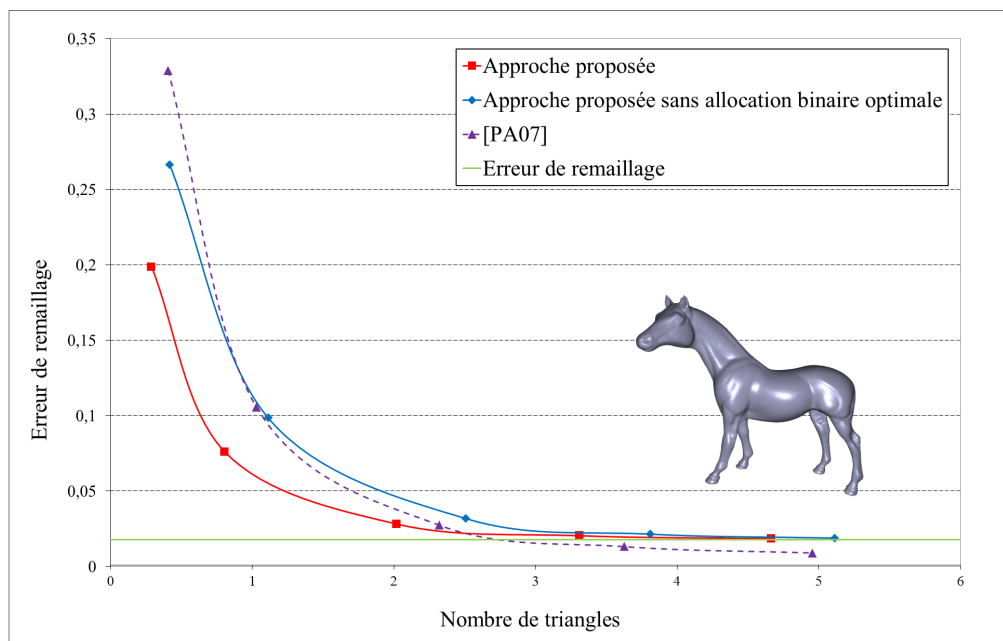 0,35
0,3
0,25
0,2
0,15
0,1
0,05
0
Erreur de remaillage
Approche proposée
Approche proposée sans allocation binaire optimale
[PA07]
Erreur de remaillage
0 1 2 3 4 5 6
Nombre de triangles